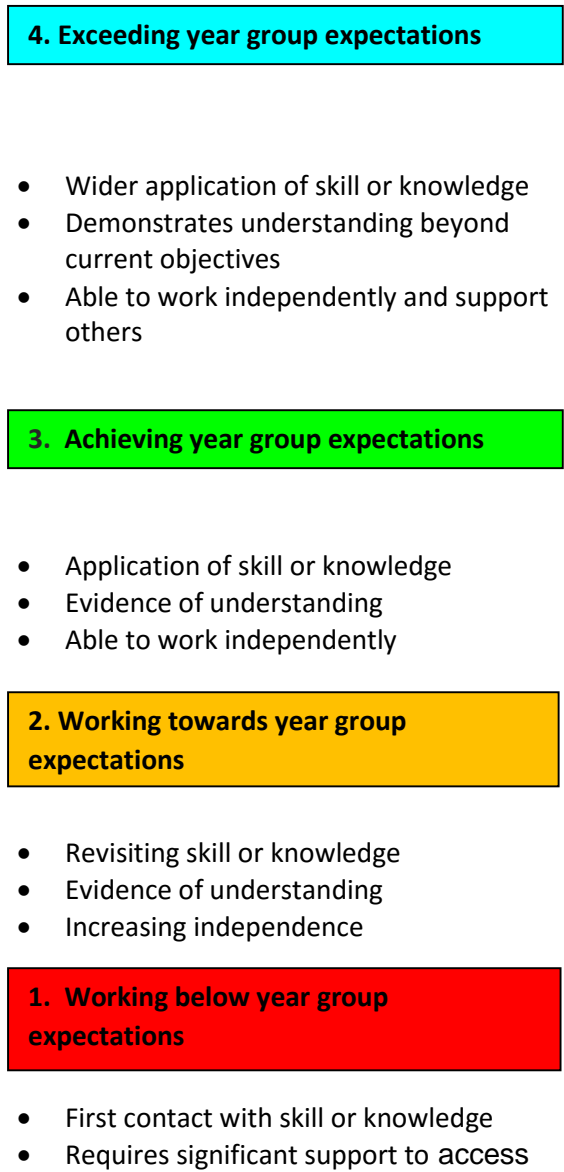 4. Exceeding year group expectations
• Wider application of skill or knowledge
• Demonstrates understanding beyond
current objectives
• Able to work independently and support
others
3. Achieving year group expectations
• Application of skill or knowledge
• Evidence of understanding
• Able to work independently
2. Working towards year group
expectations
• Revisiting skill or knowledge
• Evidence of understanding
• Increasing independence
1. Working below year group
expectations
• First contact with skill or knowledge
• Requires significant support to access